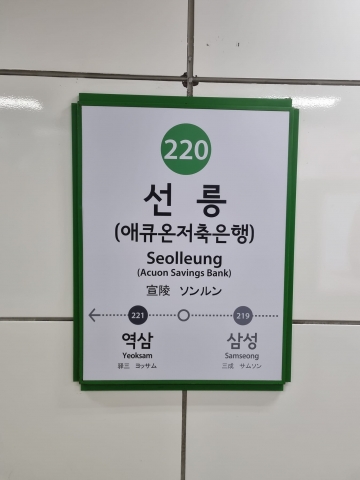 220
선릉
(애큐온저축은행)
Seolleung
(Acuon Savings Bank)
宣陵 ソンルン
221 219
역삼 삼성
Yeoksam Samseong
驛三 ヨッサム 三成 サムソン